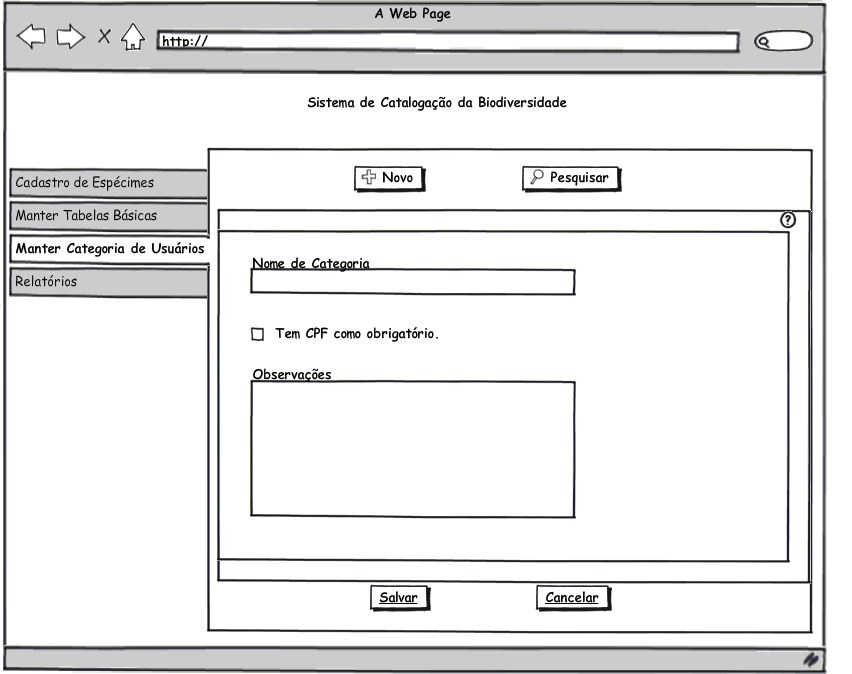 A Web Page
http://
Sistema de Catalogação da Biodiversidade
Cadastro de Espécimes
Manter Tabelas Básicas
Manter Categoria de Usuários
Relatórios
Novo
Pesquisar
?
Nome de Categoria
Tem CPF como obrigatório.
Observações
Salvar
Cancelar